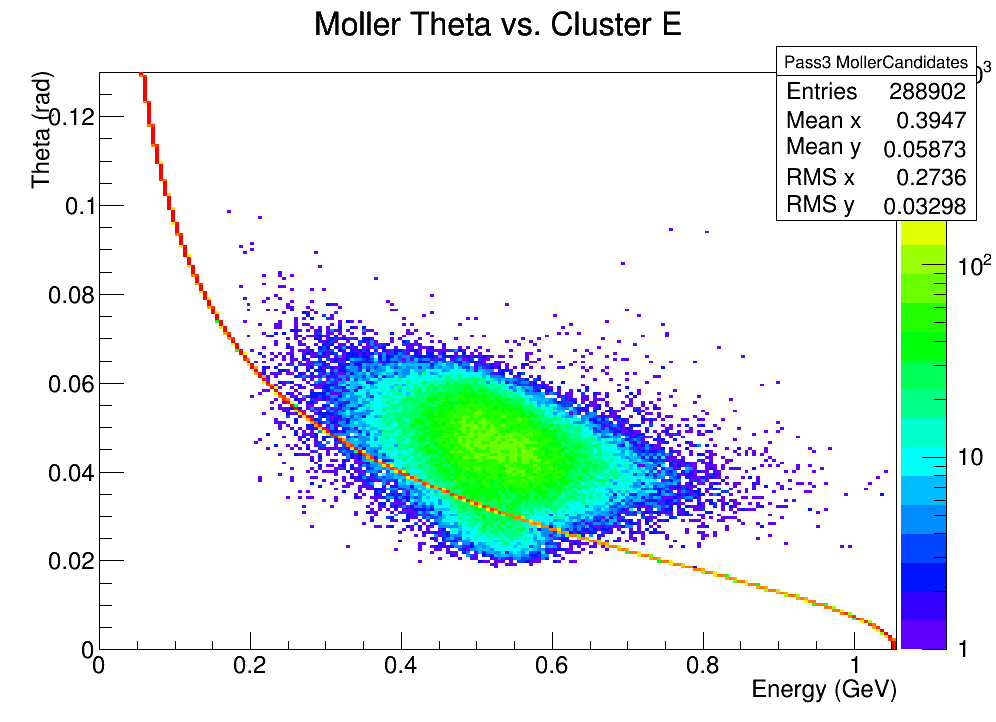 Moller Theta vs. Cluster E
Pass3 MollerCandidates
Entries 288902
Mean x 0.3947
Mean y 0.05873
RMS x 0.2736
RMS y 0.03298
Theta (rad)
0.12
0.1
0.08
0.06
0.04
0.02
0
0 0.2 0.4 0.6 0.8 1
Energy (GeV)
10²
10
1